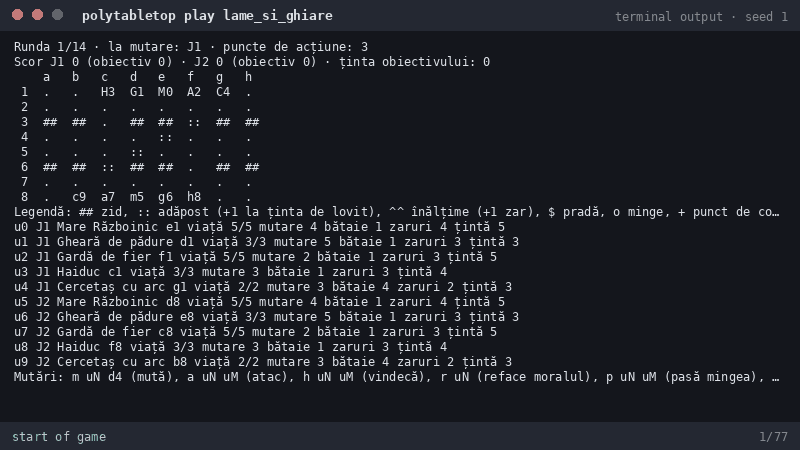 polytabletop play lame_si_ghiare
terminal output · seed 1
Runda 1/14 · la mutare: J1 · puncte de acțiune: 3
Scor J1 0 (obiectiv 0) · J2 0 (obiectiv 0) · ținta obiectivului: 0
a b c d e f g h
1 . . H3 G1 M0 A2 C4 .
2 . . . . . . . .
3 ## ## . ## ## :: ## ##
4 . . . . :: . . .
5 . . . :: . . . .
6 ## ## :: ## ## . ## ##
7 . . . . . . . .
8 . c9 a7 m5 g6 h8 . .
Legendă: ## zid, :: adăpost (+1 la ținta de lovit), ^^ înălțime (+1 zar), $ pradă, o minge, + punct de co…
u0 J1 Mare Războinic e1 viață 5/5 mutare 4 bătaie 1 zaruri 4 țintă 5
u1 J1 Gheară de pădure d1 viață 3/3 mutare 5 bătaie 1 zaruri 3 țintă 3
u2 J1 Gardă de fier f1 viață 5/5 mutare 2 bătaie 1 zaruri 3 țintă 5
u3 J1 Haiduc c1 viață 3/3 mutare 3 bătaie 1 zaruri 3 țintă 4
u4 J1 Cercetaș cu arc g1 viață 2/2 mutare 3 bătaie 4 zaruri 2 țintă 3
u5 J2 Mare Războinic d8 viață 5/5 mutare 4 bătaie 1 zaruri 4 țintă 5
u6 J2 Gheară de pădure e8 viață 3/3 mutare 5 bătaie 1 zaruri 3 țintă 3
u7 J2 Gardă de fier c8 viață 5/5 mutare 2 bătaie 1 zaruri 3 țintă 5
u8 J2 Haiduc f8 viață 3/3 mutare 3 bătaie 1 zaruri 3 țintă 4
u9 J2 Cercetaș cu arc b8 viață 2/2 mutare 3 bătaie 4 zaruri 2 țintă 3
Mutări: m uN d4 (mută), a uN uM (atac), h uN uM (vindecă), r uN (reface moralul), p uN uM (pasă mingea), …
start of game
1/77